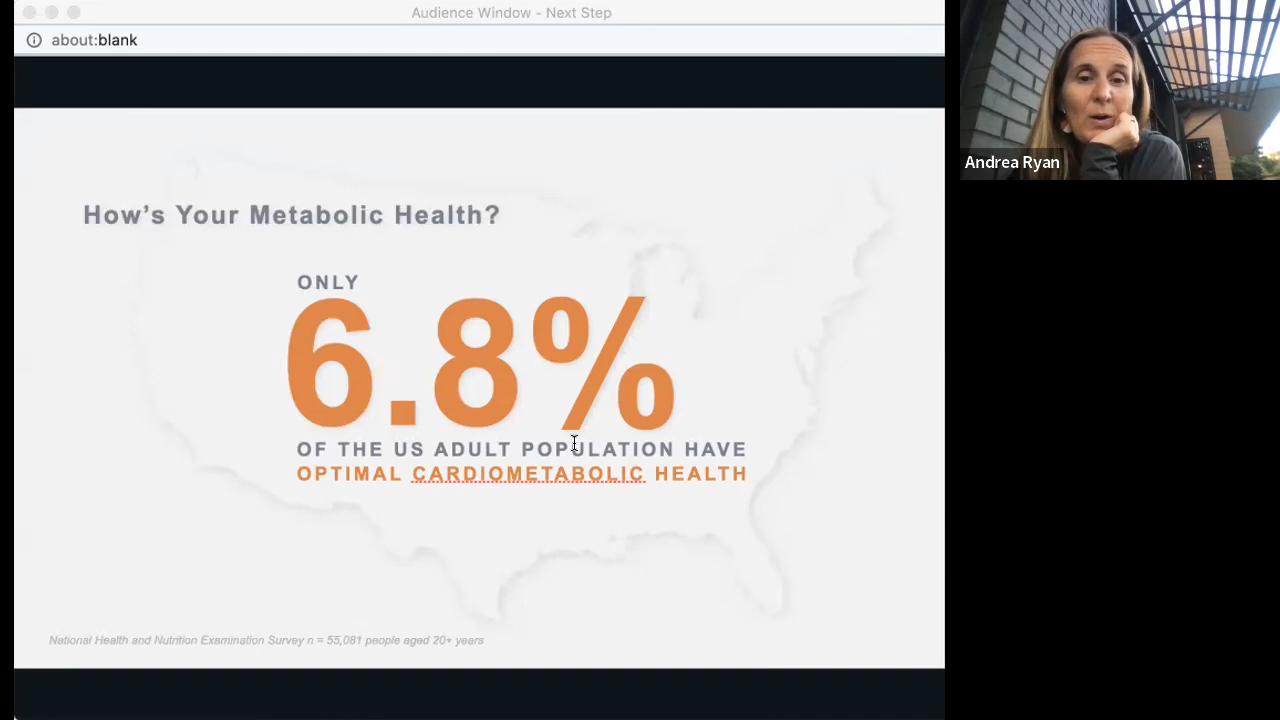 Audience Window - Next Step
about:blank
How's Your Metabolic Health?
ONLY
6.8%
OF THE US ADULT POPULATION HAVE
OPTIMAL CARDIOMETABOLIC HEALTH
National Health and Nutrition Examination Survey n = 55,081 people aged 20+ years
Andrea Ryan